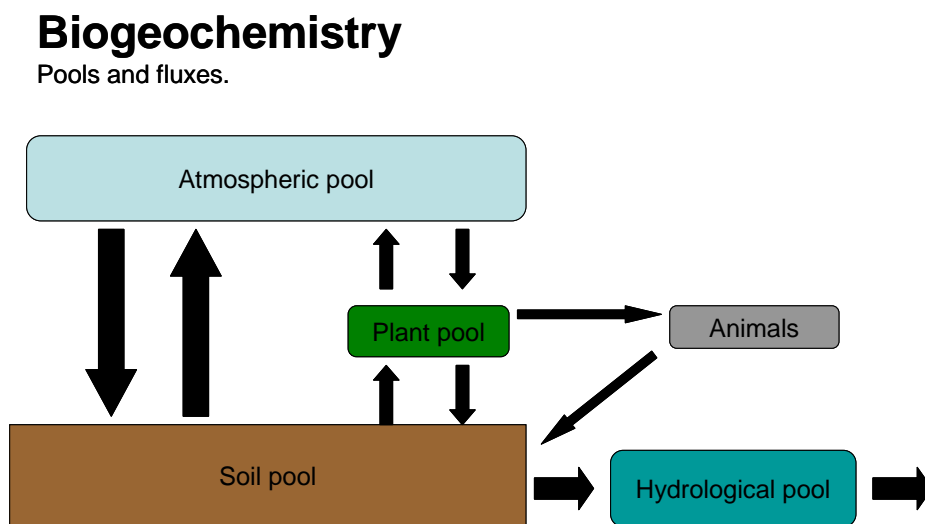 Biogeochemistry
Pools and fluxes.
Atmospheric pool
Plant pool
Animals
Soil pool
Hydrological pool